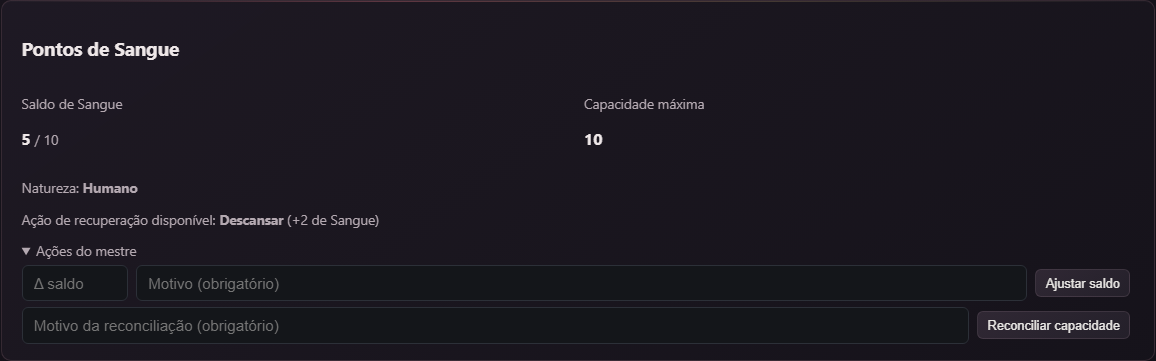 Pontos de Sangue
Saldo de Sangue
Capacidade máxima
5 / 10
10
Natureza: Humano
Ação de recuperação disponível: Descansar (+2 de Sangue)
▼ Ações do mestre
Δ saldo
Motivo (obrigatório)
Ajustar saldo
Motivo da reconciliação (obrigatório)
Reconciliar capacidade